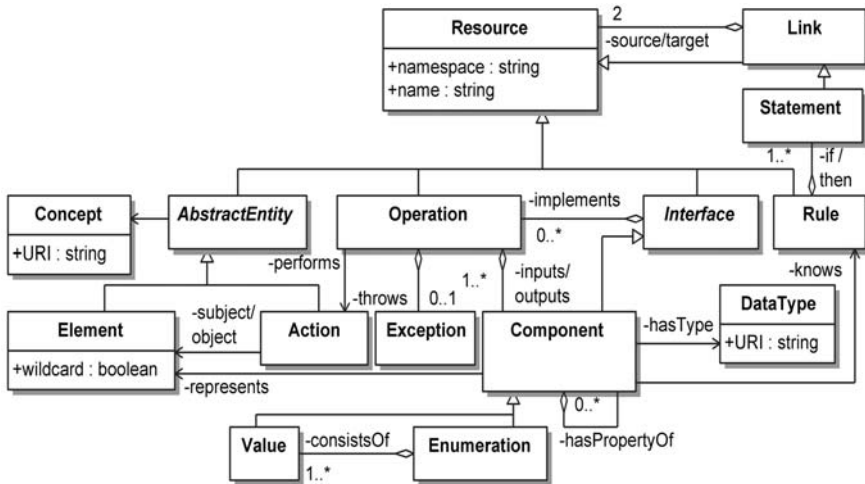 Resource
+namespace : string
+name : string
2
-source/target
Link
Statement
1..*
-if /
then
Concept
+URI : string
AbstractEntity
Operation
-implements
0..*
Interface
Rule
-performs
-throws
0..1
1..*
-inputs/
outputs
-knows
Element
+wildcard : boolean
-subject/
object
Action
Exception
Component
-hasType
DataType
+URI : string
-represents
0..*
-hasPropertyOf
Value
-consistsOf
1..*
Enumeration